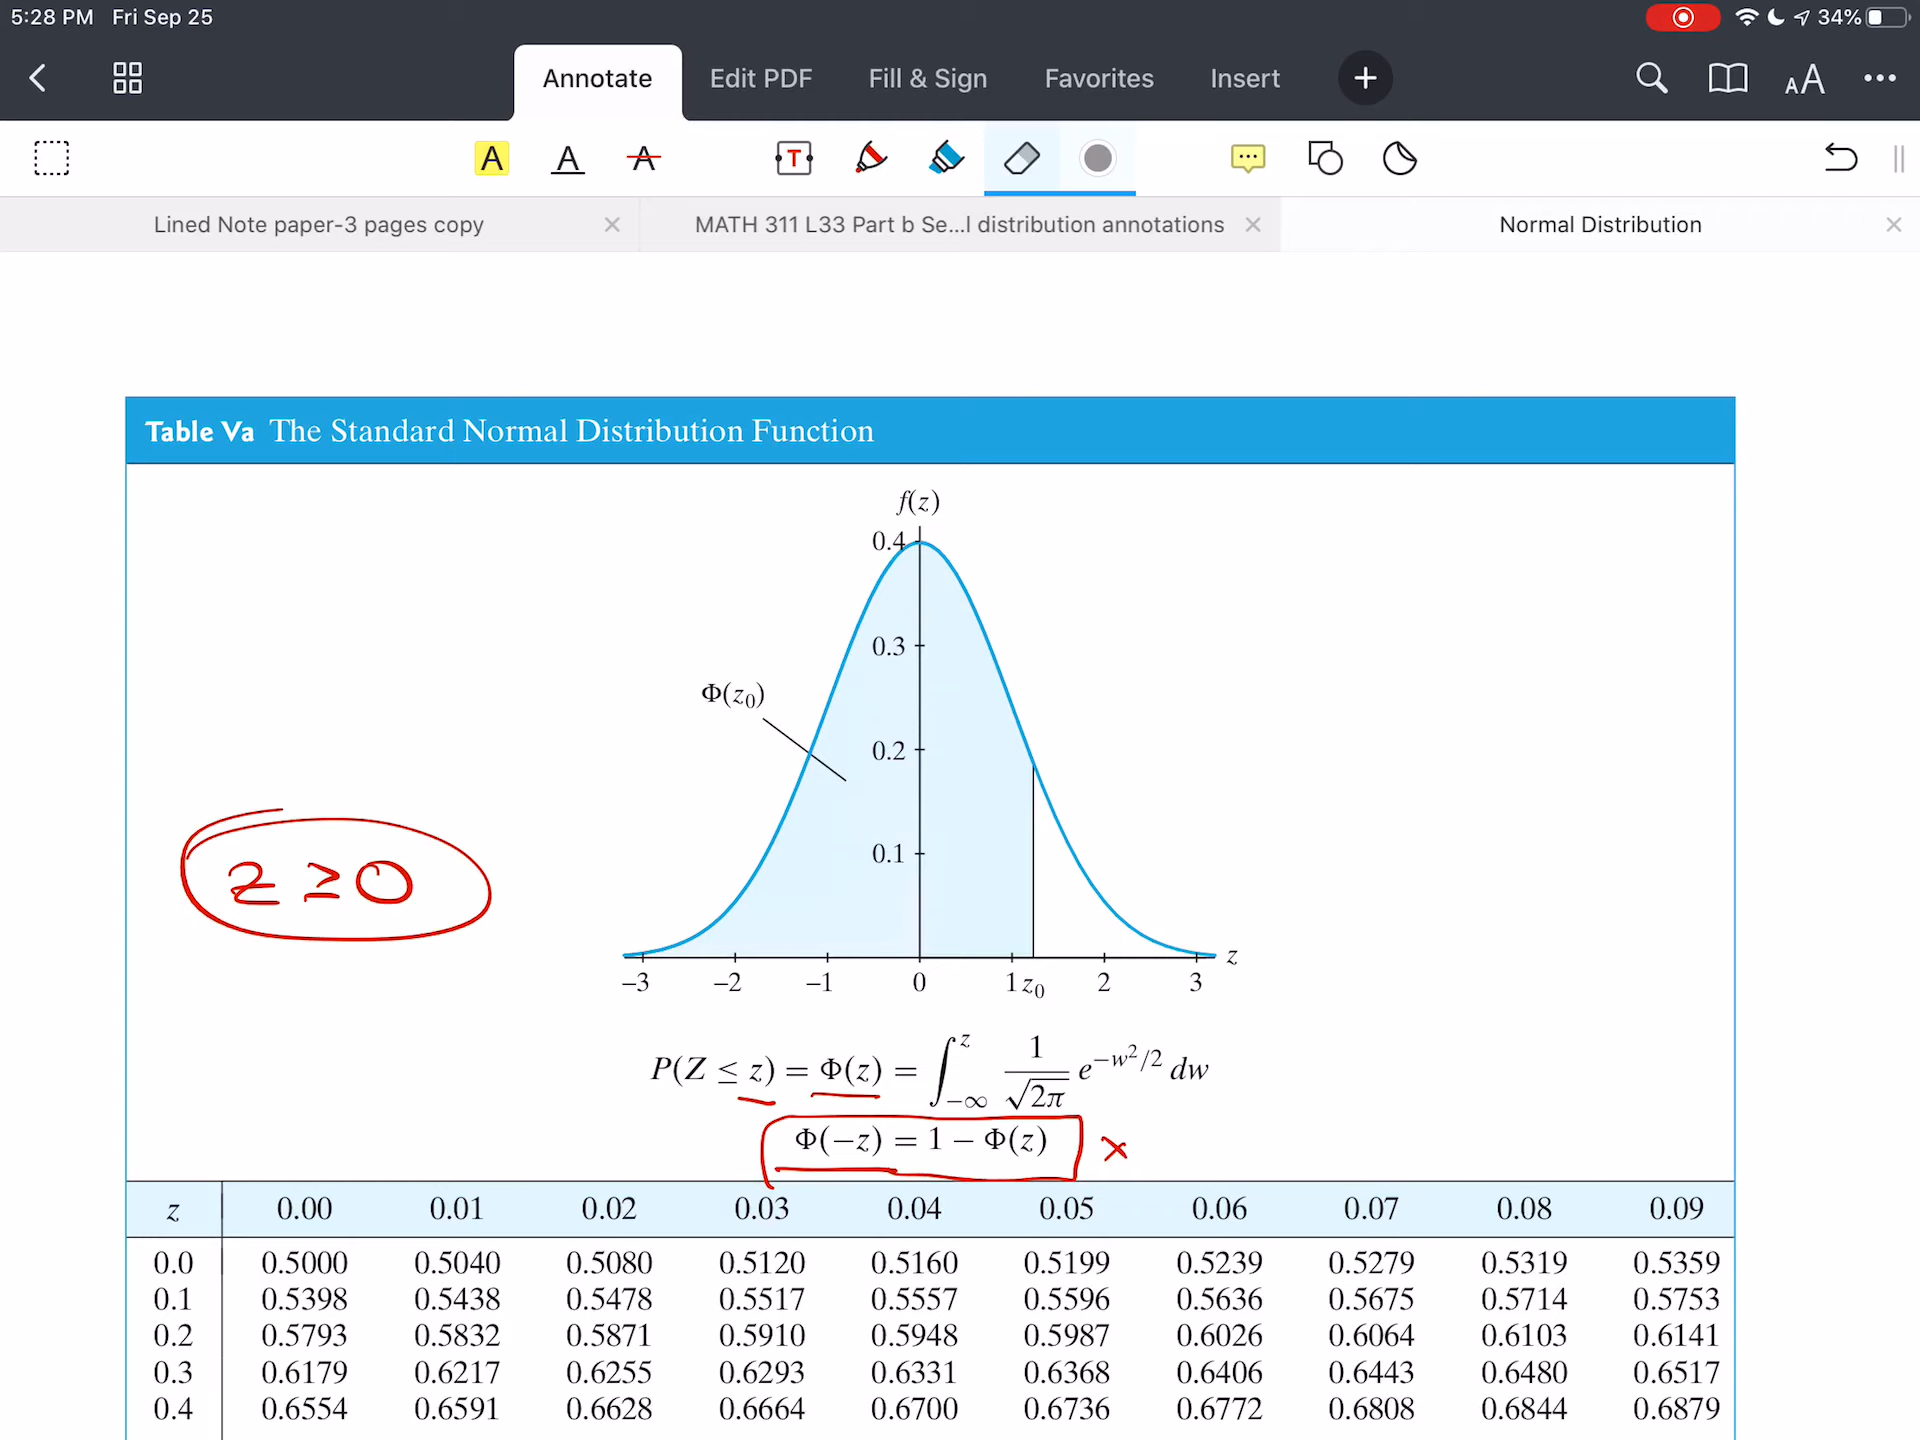 5:28 PM Fri Sep 25 34%
Annotate Edit PDF Fill & Sign Favorites Insert + AA
A A A T
Lined Note paper-3 pages copy MATH 311 L33 Part b Se...l distribution annotations Normal Distribution
Table Va The Standard Normal Distribution Function
f(z)
0.4
0.3
Φ(z₀)
0.2
0.1
z ≥ 0
z
–3 –2 –1 0 1 z₀ 2 3
P(Z ≤ z) = Φ(z) = ∫_{−∞}^{z} 1/√2π e^{−w²/2} dw
Φ(−z) = 1 − Φ(z) ×
z 0.00 0.01 0.02 0.03 0.04 0.05 0.06 0.07 0.08 0.09
0.0 0.5000 0.5040 0.5080 0.5120 0.5160 0.5199 0.5239 0.5279 0.5319 0.5359
0.1 0.5398 0.5438 0.5478 0.5517 0.5557 0.5596 0.5636 0.5675 0.5714 0.5753
0.2 0.5793 0.5832 0.5871 0.5910 0.5948 0.5987 0.6026 0.6064 0.6103 0.6141
0.3 0.6179 0.6217 0.6255 0.6293 0.6331 0.6368 0.6406 0.6443 0.6480 0.6517
0.4 0.6554 0.6591 0.6628 0.6664 0.6700 0.6736 0.6772 0.6808 0.6844 0.6879